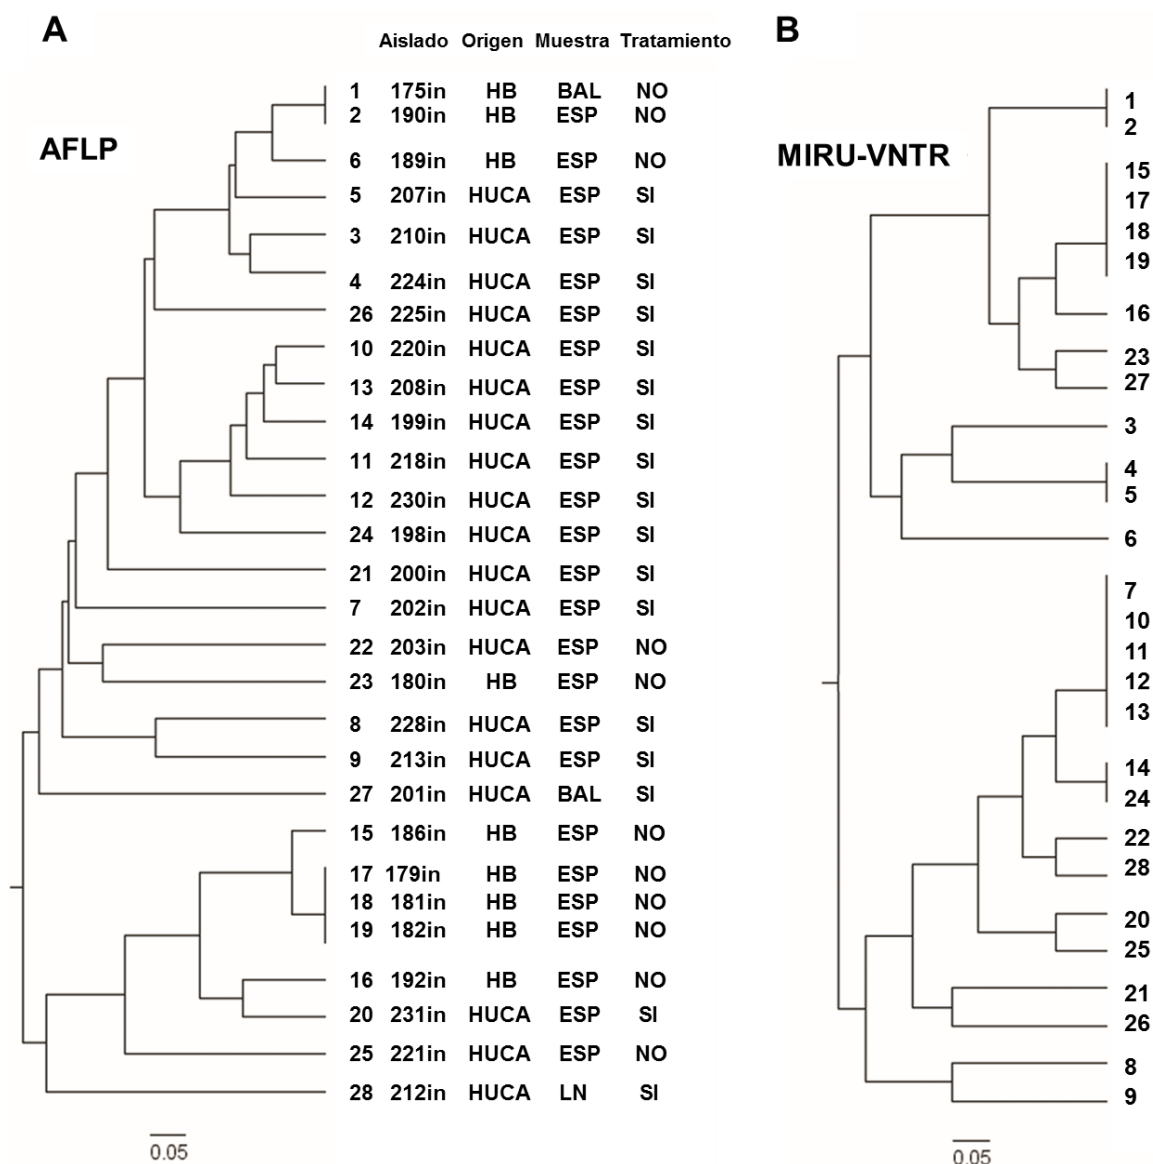 A
B
Aislado Origen Muestra Tratamiento
AFLP
MIRU-VNTR
1 175in HB BAL NO
2 190in HB ESP NO
6 189in HB ESP NO
5 207in HUCA ESP SI
3 210in HUCA ESP SI
4 224in HUCA ESP SI
26 225in HUCA ESP SI
10 220in HUCA ESP SI
13 208in HUCA ESP SI
14 199in HUCA ESP SI
11 218in HUCA ESP SI
12 230in HUCA ESP SI
24 198in HUCA ESP SI
21 200in HUCA ESP SI
7 202in HUCA ESP SI
22 203in HUCA ESP NO
23 180in HB ESP NO
8 228in HUCA ESP SI
9 213in HUCA ESP SI
27 201in HUCA BAL SI
15 186in HB ESP NO
17 179in HB ESP NO
18 181in HB ESP NO
19 182in HB ESP NO
16 192in HB ESP NO
20 231in HUCA ESP SI
25 221in HUCA ESP NO
28 212in HUCA LN SI
0.05
1
2
15
17
18
19
16
23
27
3
4
5
6
7
10
11
12
13
14
24
22
28
20
25
21
26
8
9
0.05